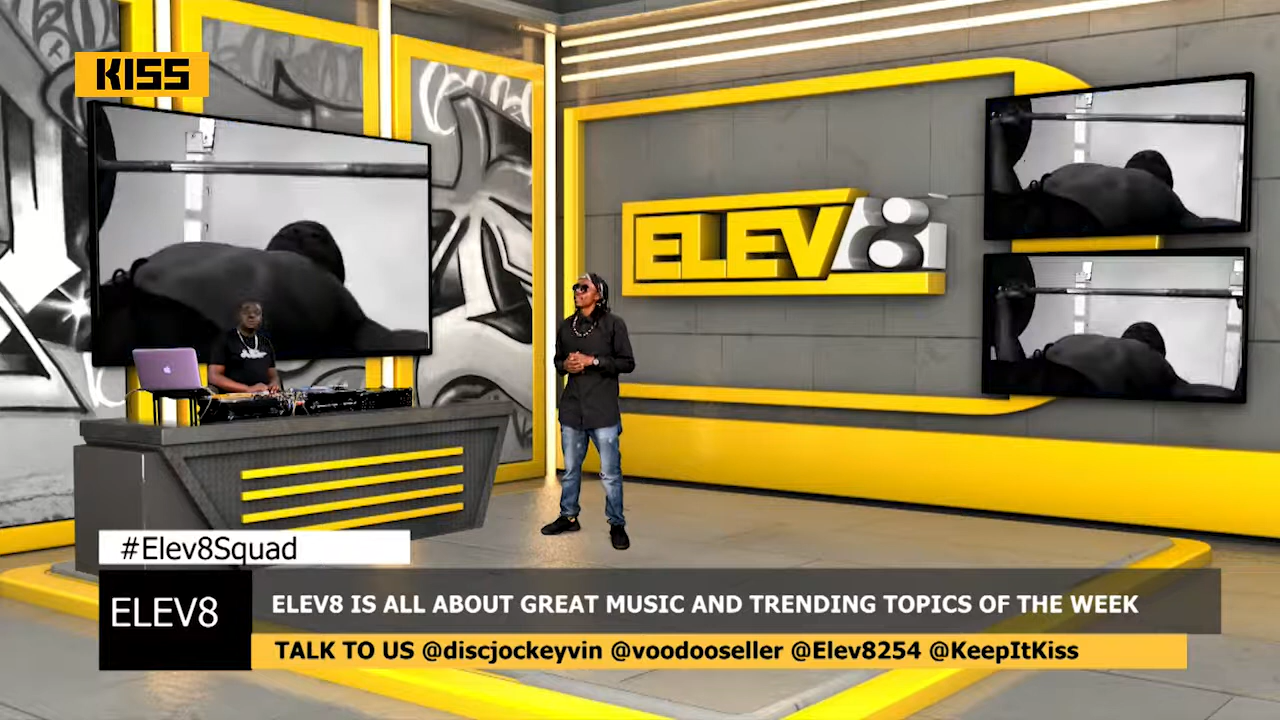 KISS
ELEV8
#Elev8Squad
ELEV8
ELEV8 IS ALL ABOUT GREAT MUSIC AND TRENDING TOPICS OF THE WEEK
TALK TO US @discjockeyvin @voodooseller @Elev8254 @KeepItKiss